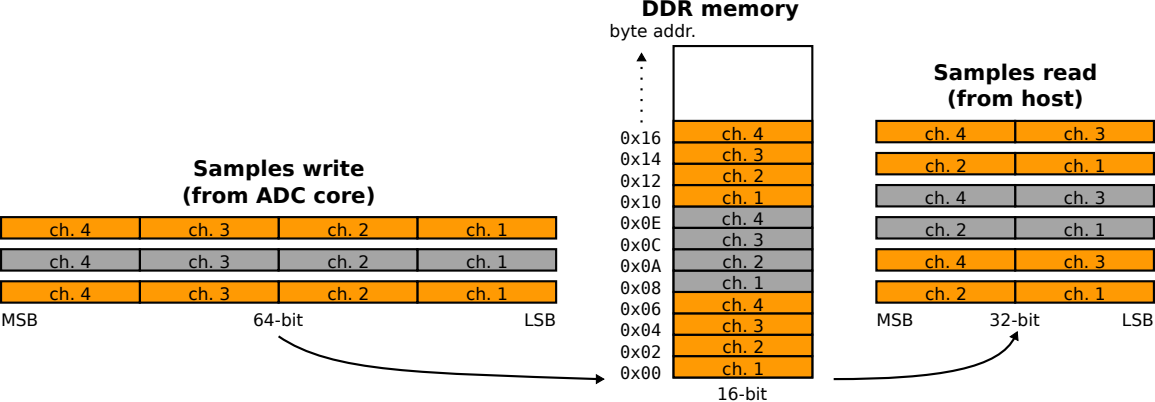 Samples write
(from ADC core)
ch. 4 ch. 3 ch. 2 ch. 1
ch. 4 ch. 3 ch. 2 ch. 1
ch. 4 ch. 3 ch. 2 ch. 1
MSB 64-bit LSB
DDR memory
byte addr.
0x16 ch. 4
0x14 ch. 3
0x12 ch. 2
0x10 ch. 1
0x0E ch. 4
0x0C ch. 3
0x0A ch. 2
0x08 ch. 1
0x06 ch. 4
0x04 ch. 3
0x02 ch. 2
0x00 ch. 1
16-bit
Samples read
(from host)
ch. 4 ch. 3
ch. 2 ch. 1
ch. 4 ch. 3
ch. 2 ch. 1
ch. 4 ch. 3
ch. 2 ch. 1
MSB 32-bit LSB